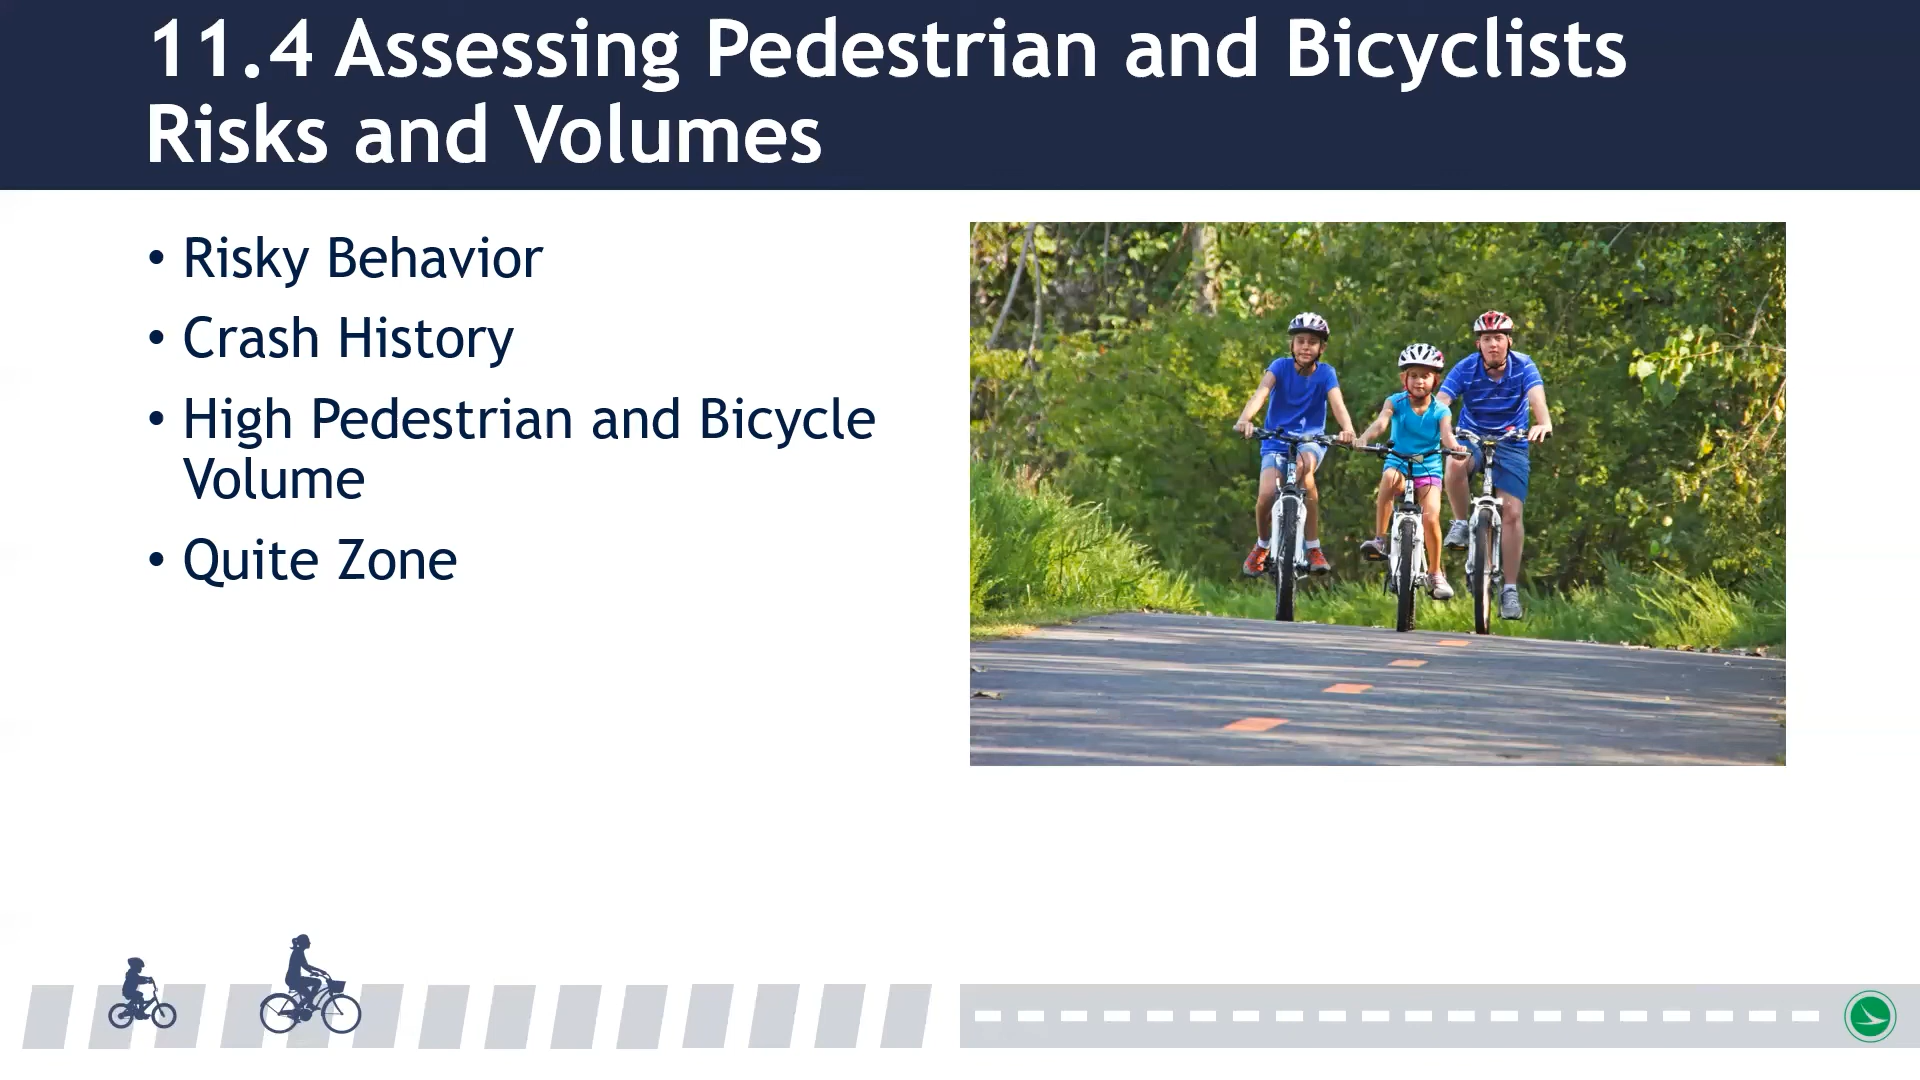 11.4 Assessing Pedestrian and Bicyclists
Risks and Volumes
• Risky Behavior
• Crash History
• High Pedestrian and Bicycle
Volume
• Quite Zone